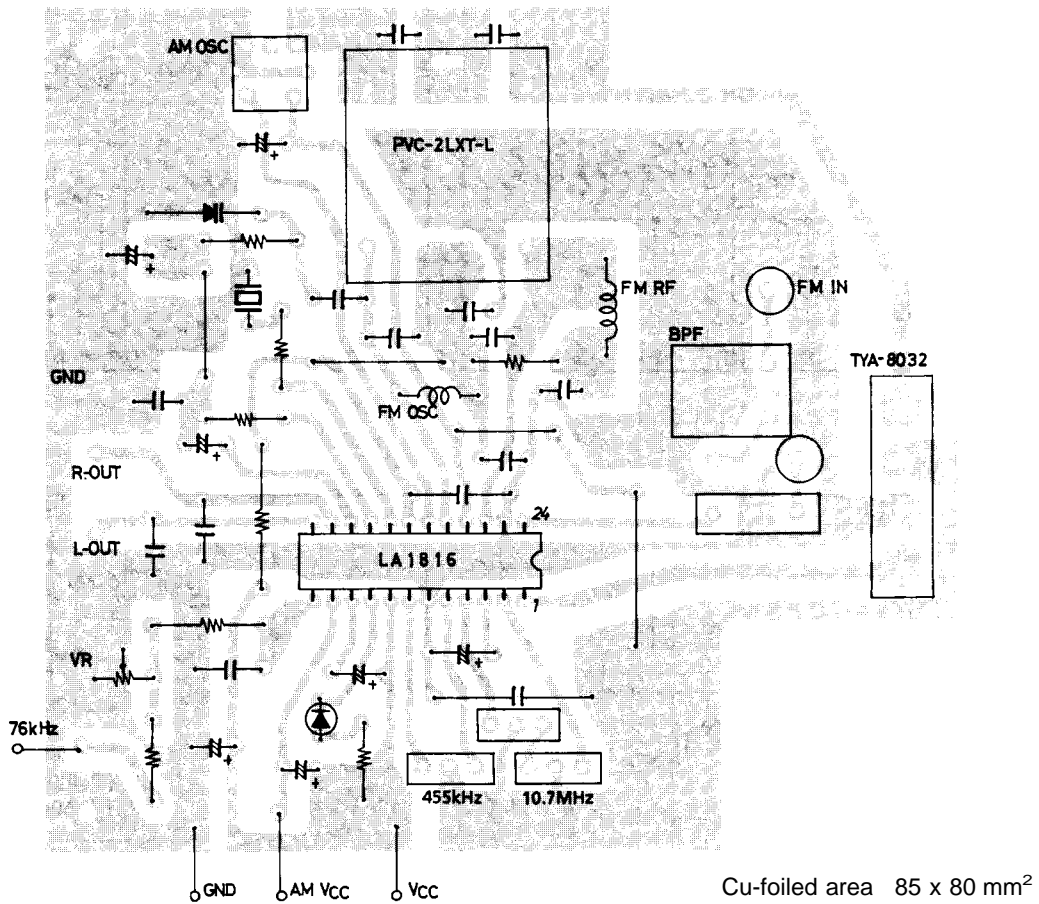 AM OSC
PVC-2LXT-L
FM RF
FM IN
BPF
TYA-8032
GND
FM OSC
R-OUT
24
L-OUT
LA1816
1
VR
76kHz
455kHz
10.7MHz
GND
AM VCC
VCC
Cu-foiled area 85 x 80 mm²